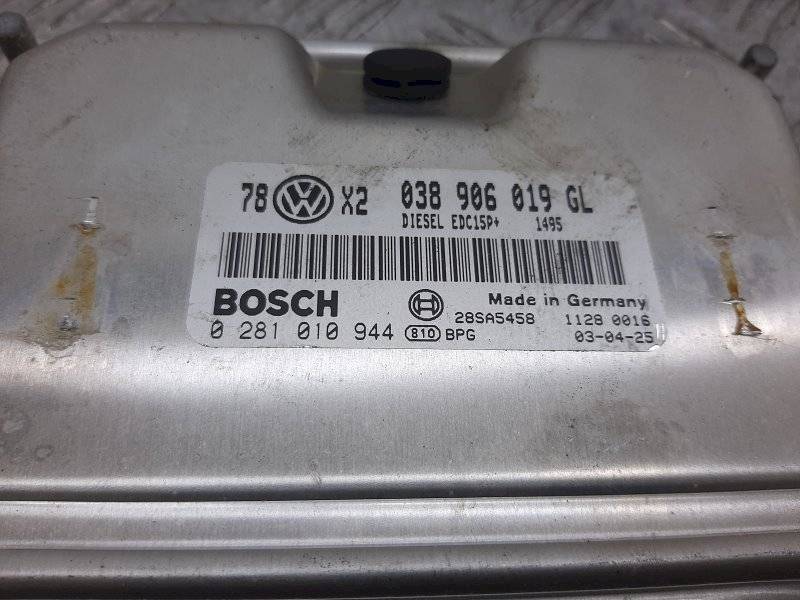 78 VW X2 038 906 019 GL
DIESEL EDC15P+ 1495
BOSCH Made in Germany
28SA5458 1128 0016
0 281 010 944 810 BPG 03-04-25